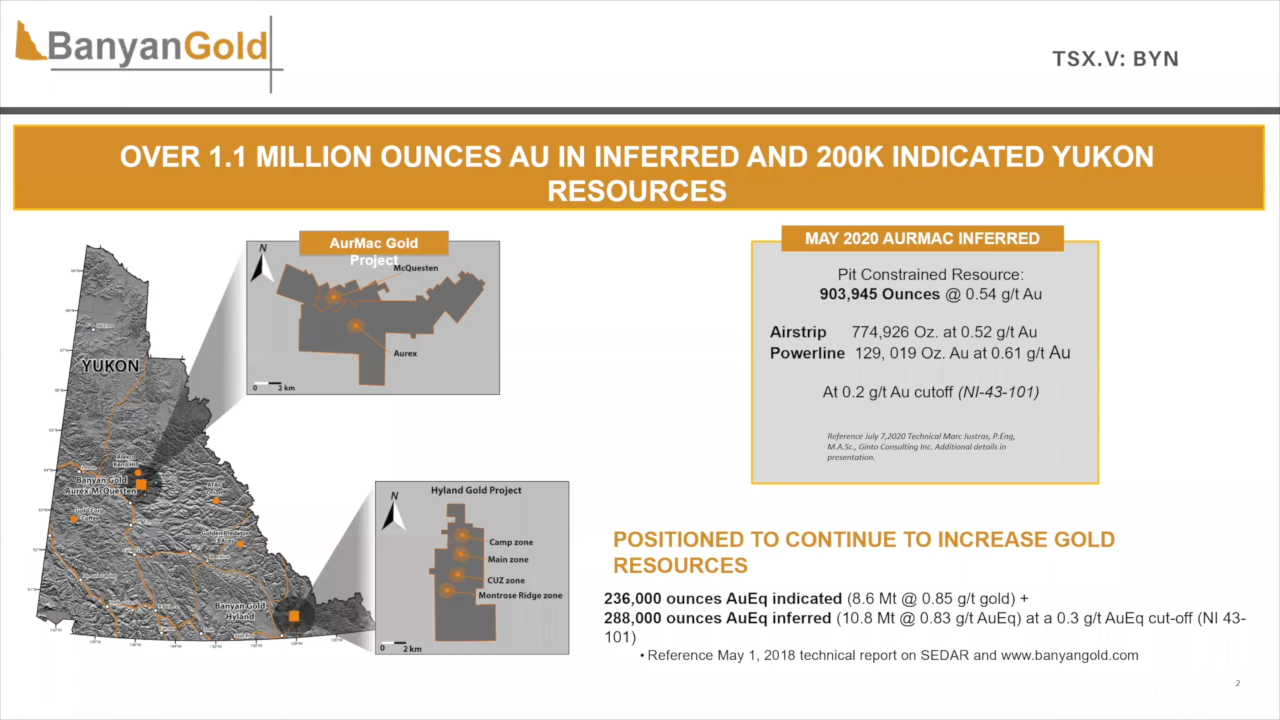 BanyanGold
TSX.V: BYN
OVER 1.1 MILLION OUNCES AU IN INFERRED AND 200K INDICATED YUKON
RESOURCES
AurMac Gold
Project
N
McQuesten
Aurex
0 2 km
YUKON
Banyan Gold
Aurex-McQuesten
Gold Corp
Coffee
Golden Predator
Banyan Gold
Hyland
Hyland Gold Project
N
Camp zone
Main zone
CUZ zone
Montrose Ridge zone
0 2 km
MAY 2020 AURMAC INFERRED
Pit Constrained Resource:
903,945 Ounces @ 0.54 g/t Au
Airstrip 774,926 Oz. at 0.52 g/t Au
Powerline 129, 019 Oz. Au at 0.61 g/t Au
At 0.2 g/t Au cutoff (NI-43-101)
Reference July 7,2020 Technical Marc Justras, P.Eng,
M.A.Sc., Ginto Consulting Inc. Additional details in
presentation.
POSITIONED TO CONTINUE TO INCREASE GOLD
RESOURCES
236,000 ounces AuEq indicated (8.6 Mt @ 0.85 g/t gold) +
288,000 ounces AuEq inferred (10.8 Mt @ 0.83 g/t AuEq) at a 0.3 g/t AuEq cut-off (NI 43-
101)
• Reference May 1, 2018 technical report on SEDAR and www.banyangold.com
2